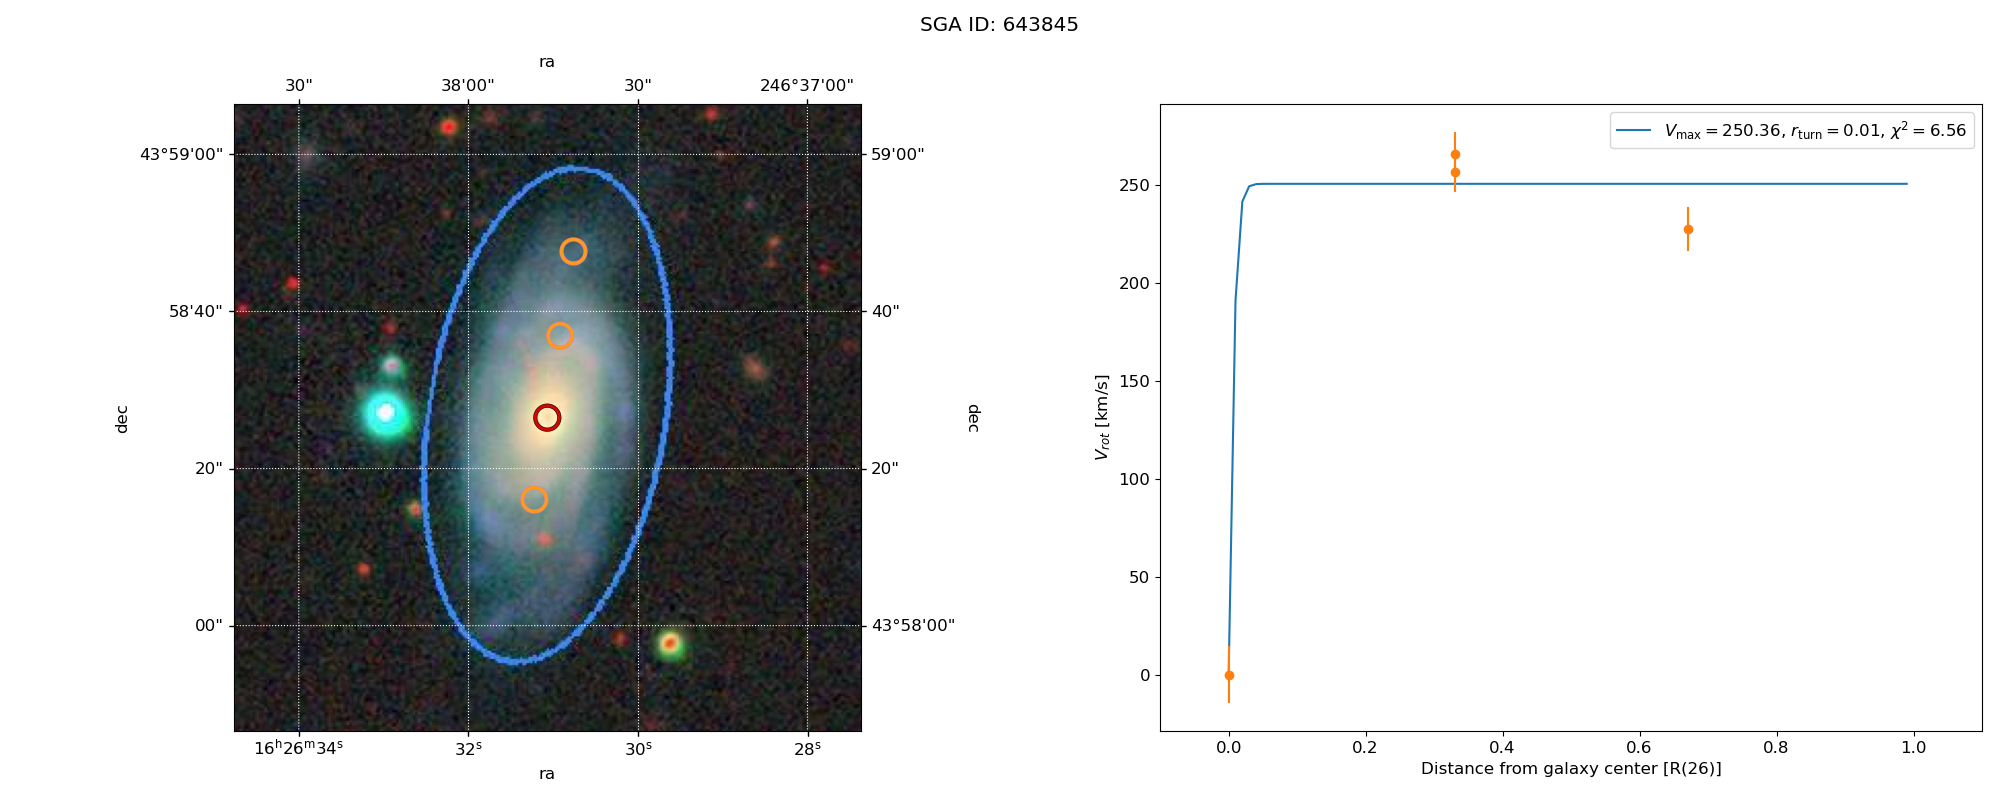 SGA ID: 643845
ra
30" 38'00" 30" 246°37'00"
43°59'00" 59'00"
58'40" 40"
20" 20"
00" 43°58'00"
dec dec
16h26m34s 32s 30s 28s
ra
Vmax = 250.36, rturn = 0.01, χ² = 6.56
250
200
150
100
50
0
Vrot [km/s]
0.0 0.2 0.4 0.6 0.8 1.0
Distance from galaxy center [R(26)]